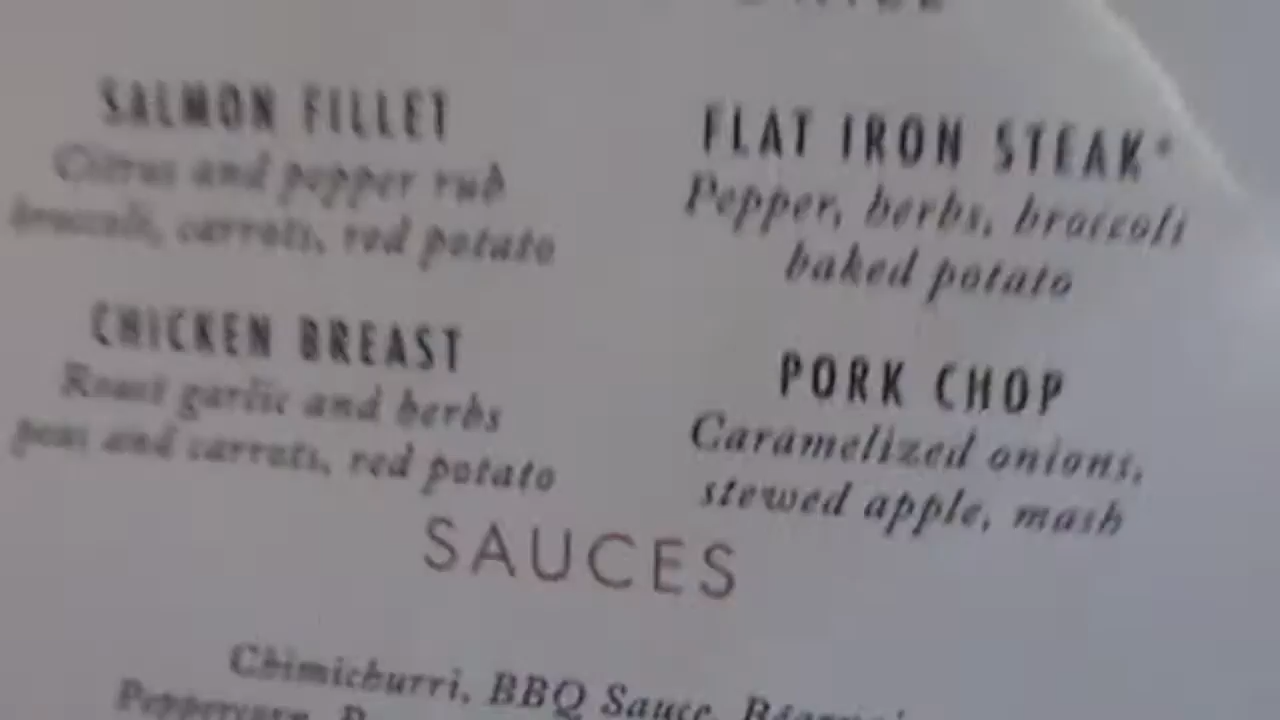 SALMON FILLET
Citrus and pepper rub
broccoli, carrots, red potato
FLAT IRON STEAK*
Pepper, herbs, broccoli
baked potato
CHICKEN BREAST
Roast garlic and herbs
peas and carrots, red potato
PORK CHOP
Caramelized onions,
stewed apple, mash
SAUCES
Chimichurri, BBQ Sauce,
Peppercorn,